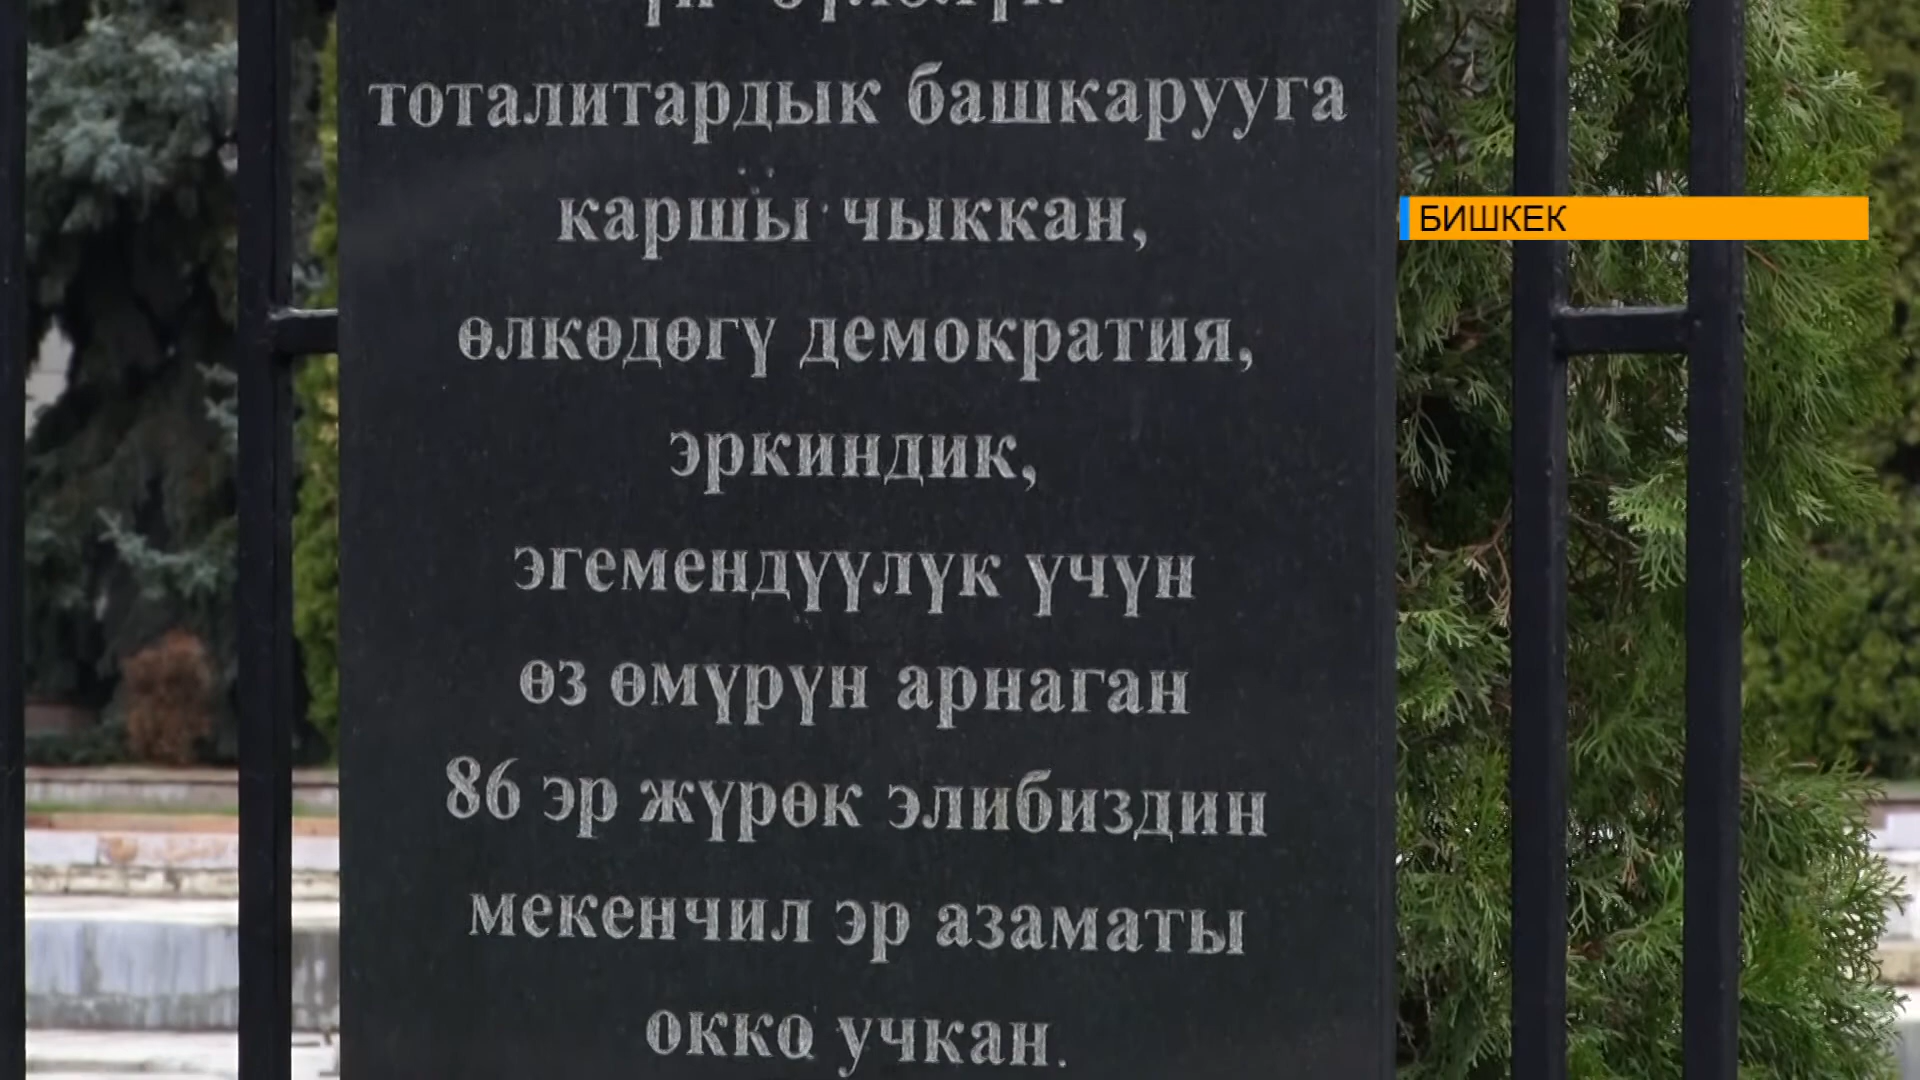 тоталитардык башкарууга
каршы чыккан,
өлкөдөгү демократия,
эркиндик,
эгемендүүлүк үчүн
өз өмүрүн арнаган
86 эр жүрөк элибиздин
мекенчил эр азаматы
окко учкан.
БИШКЕК